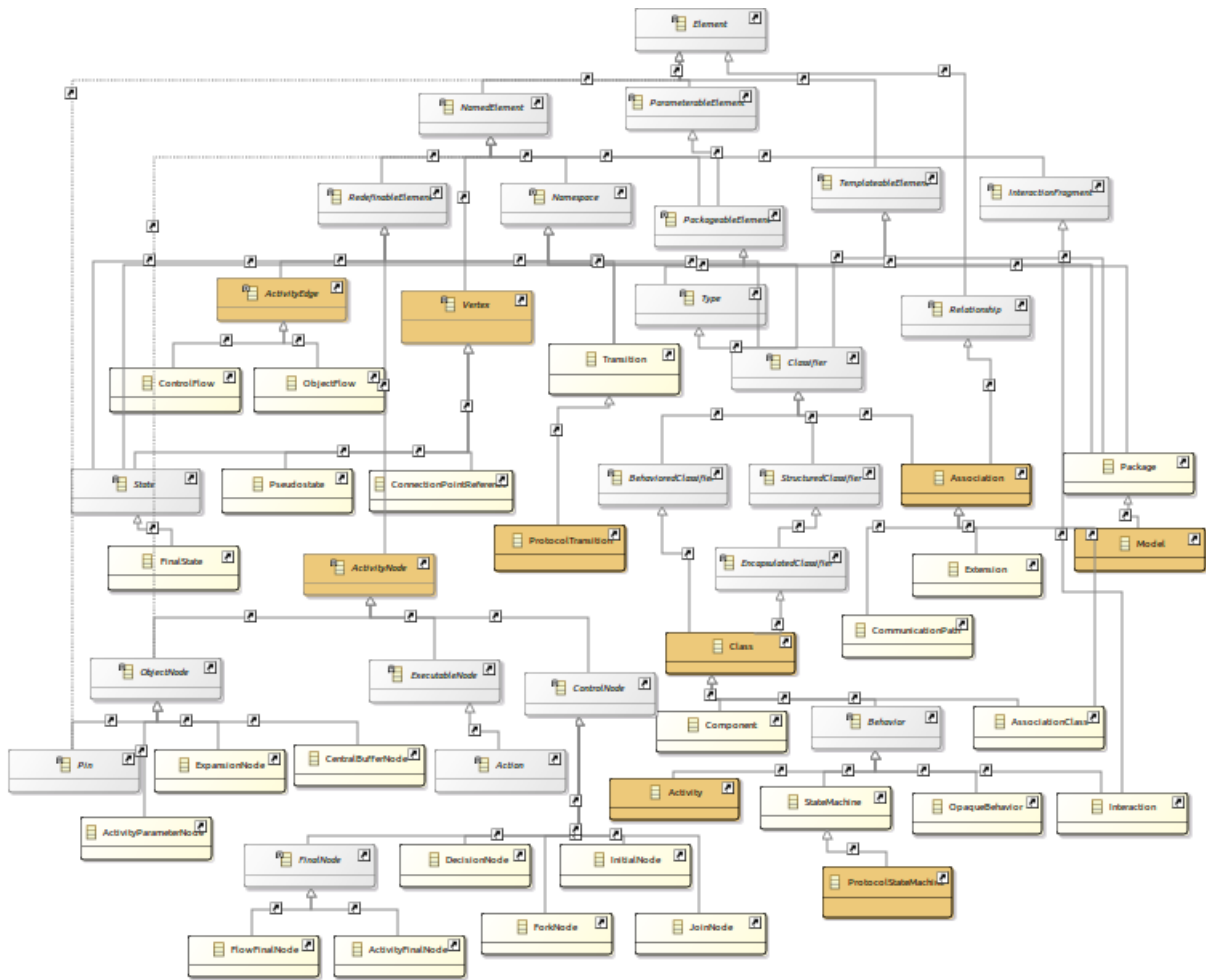 Element
NamedElement
ParameterableElement
RedefinableElement
Namespace
TemplateableElement
InteractionFragment
PackageableElement
ActivityEdge
Vertex
Type
Relationship
Transition
Classifier
ControlFlow
ObjectFlow
State
Pseudostate
ConnectionPointReference
BehavioredClassifier
StructuredClassifier
Association
Package
ProtocolTransition
Model
FinalState
ActivityNode
EncapsulatedClassifier
Extension
CommunicationPath
Class
ObjectNode
ExecutableNode
ControlNode
Component
Behavior
AssociationClass
Pin
ExpansionNode
CentralBufferNode
Action
Activity
StateMachine
OpaqueBehavior
Interaction
ActivityParameterNode
FinalNode
DecisionNode
InitialNode
ProtocolStateMachine
ForkNode
JoinNode
FlowFinalNode
ActivityFinalNode